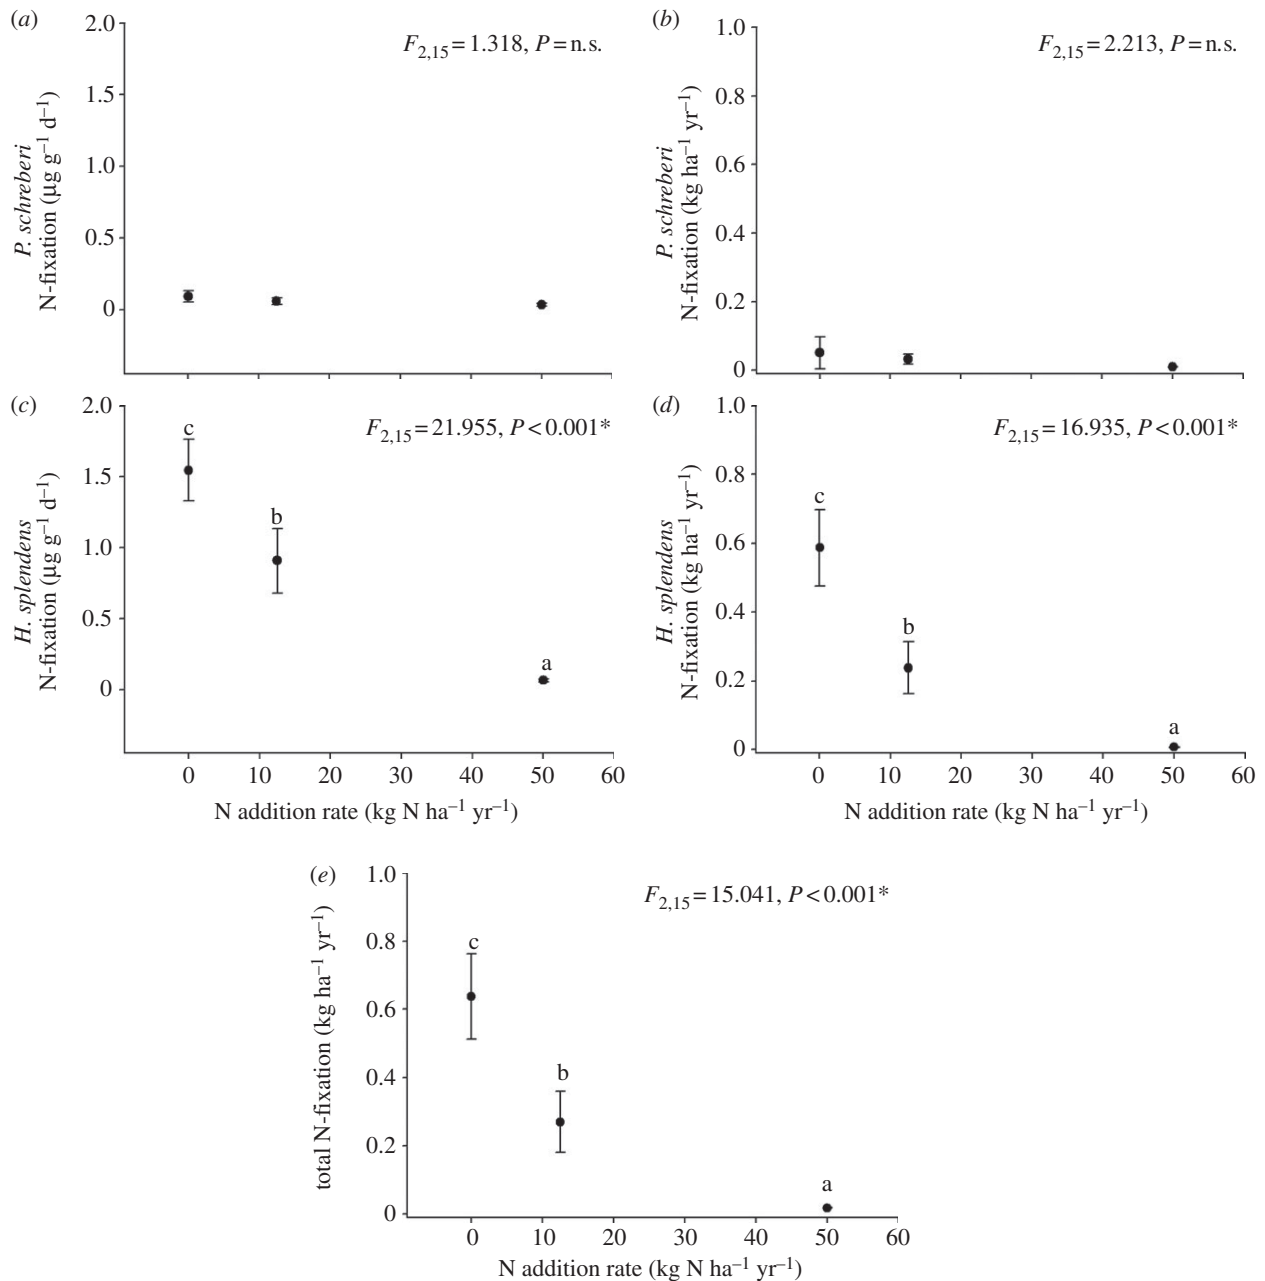 (a)
2.0
1.5
1.0
0.5
0
P. schreberi
N-fixation (µg g⁻¹ d⁻¹)
F₂,₁₅ = 1.318, P = n.s.
(b)
1.0
0.8
0.6
0.4
0.2
0
P. schreberi
N-fixation (kg ha⁻¹ yr⁻¹)
F₂,₁₅ = 2.213, P = n.s.
(c)
2.0
1.5
1.0
0.5
0
H. splendens
N-fixation (µg g⁻¹ d⁻¹)
F₂,₁₅ = 21.955, P < 0.001*
c
b
a
0 10 20 30 40 50 60
N addition rate (kg N ha⁻¹ yr⁻¹)
(d)
1.0
0.8
0.6
0.4
0.2
0
H. splendens
N-fixation (kg ha⁻¹ yr⁻¹)
F₂,₁₅ = 16.935, P < 0.001*
c
b
a
0 10 20 30 40 50 60
N addition rate (kg N ha⁻¹ yr⁻¹)
(e)
1.0
0.8
0.6
0.4
0.2
0
total N-fixation (kg ha⁻¹ yr⁻¹)
F₂,₁₅ = 15.041, P < 0.001*
c
b
a
0 10 20 30 40 50 60
N addition rate (kg N ha⁻¹ yr⁻¹)